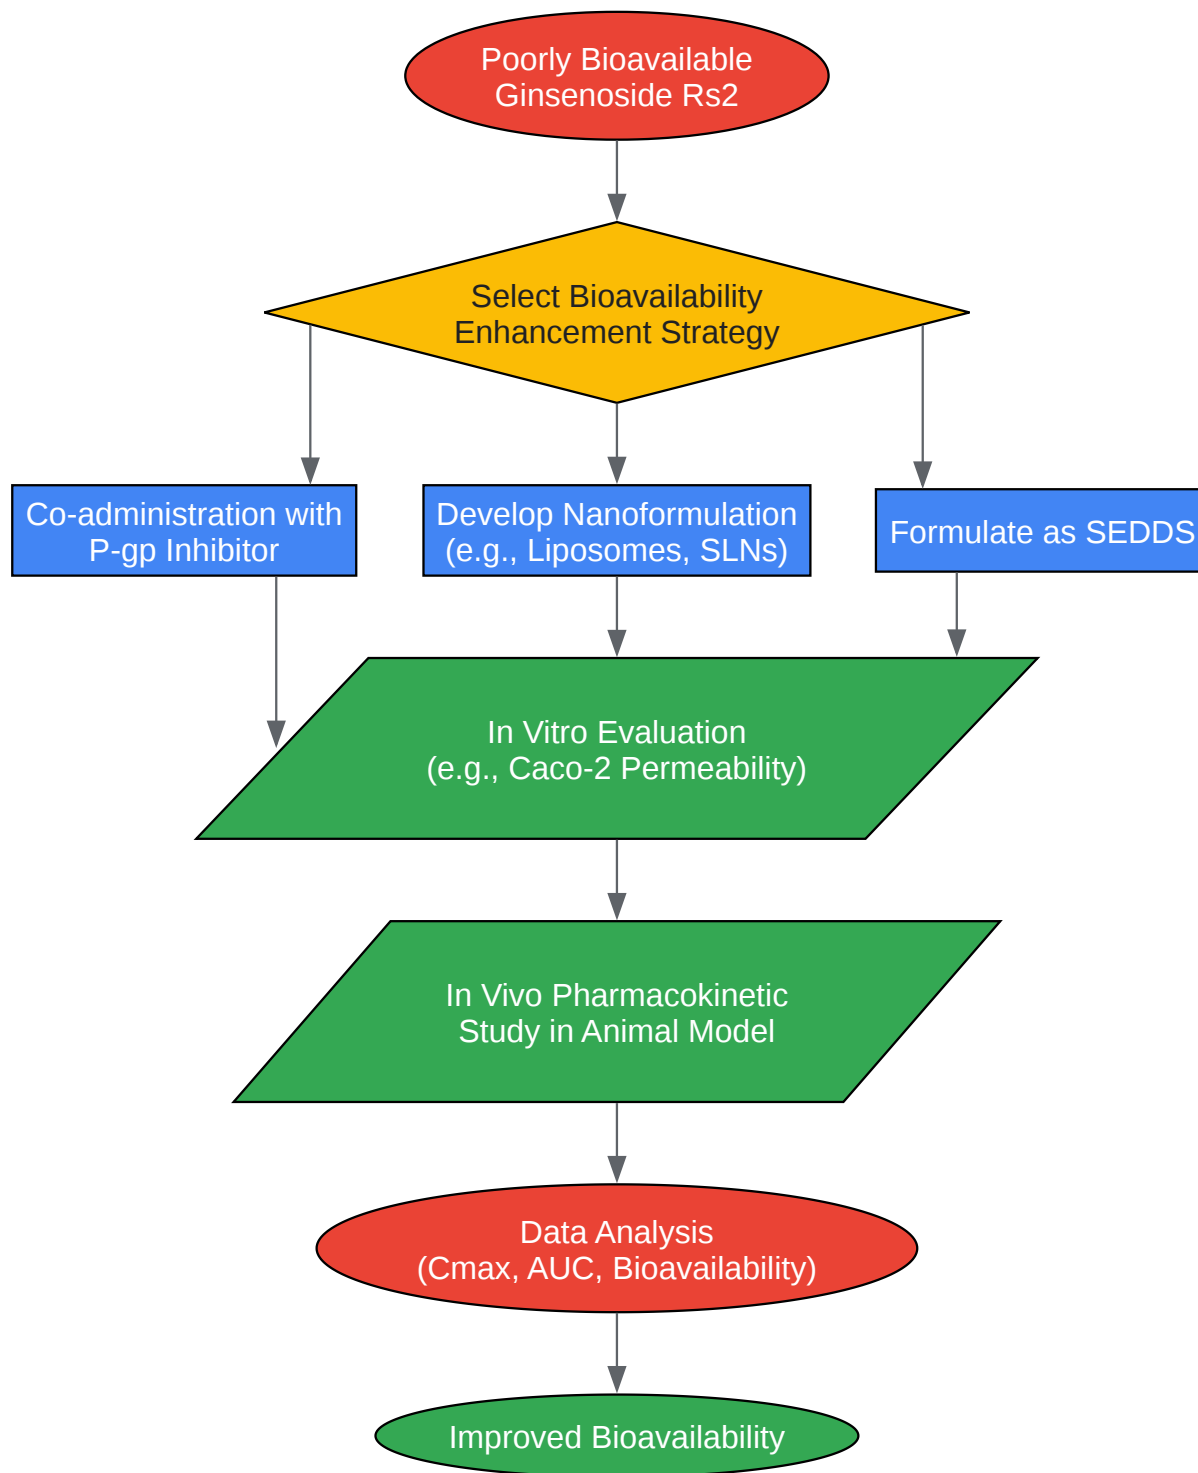 Poorly Bioavailable
Ginsenoside Rs2
Select Bioavailability
Enhancement Strategy
Co-administration with
P-gp Inhibitor
Develop Nanoformulation
(e.g., Liposomes, SLNs)
Formulate as SEDDS
In Vitro Evaluation
(e.g., Caco-2 Permeability)
In Vivo Pharmacokinetic
Study in Animal Model
Data Analysis
(Cmax, AUC, Bioavailability)
Improved Bioavailability